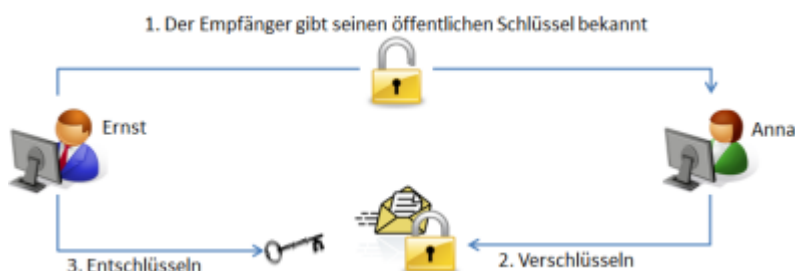 1. Der Empfänger gibt seinen öffentlichen Schlüssel bekannt
Ernst
Anna
3. Entschlüsseln
2. Verschlüsseln